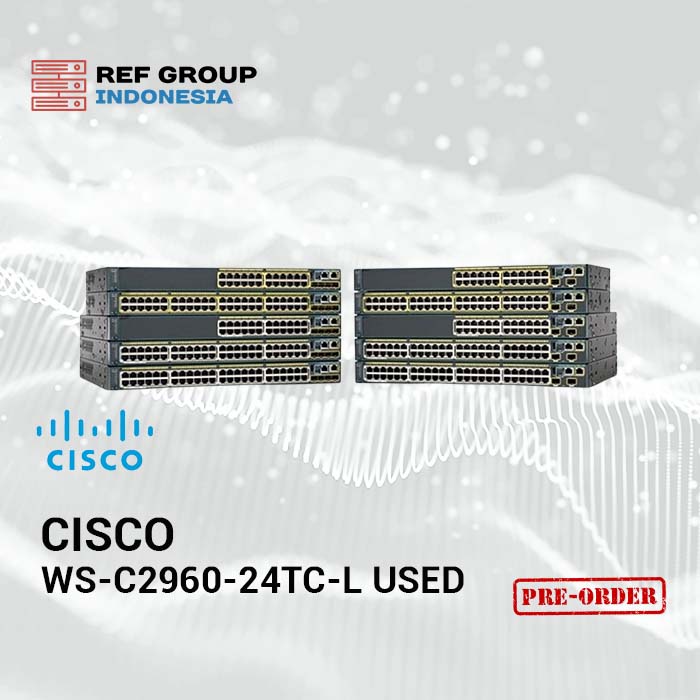 REF GROUP
INDONESIA
CISCO
CISCO
WS-C2960-24TC-L USED
PRE-ORDER